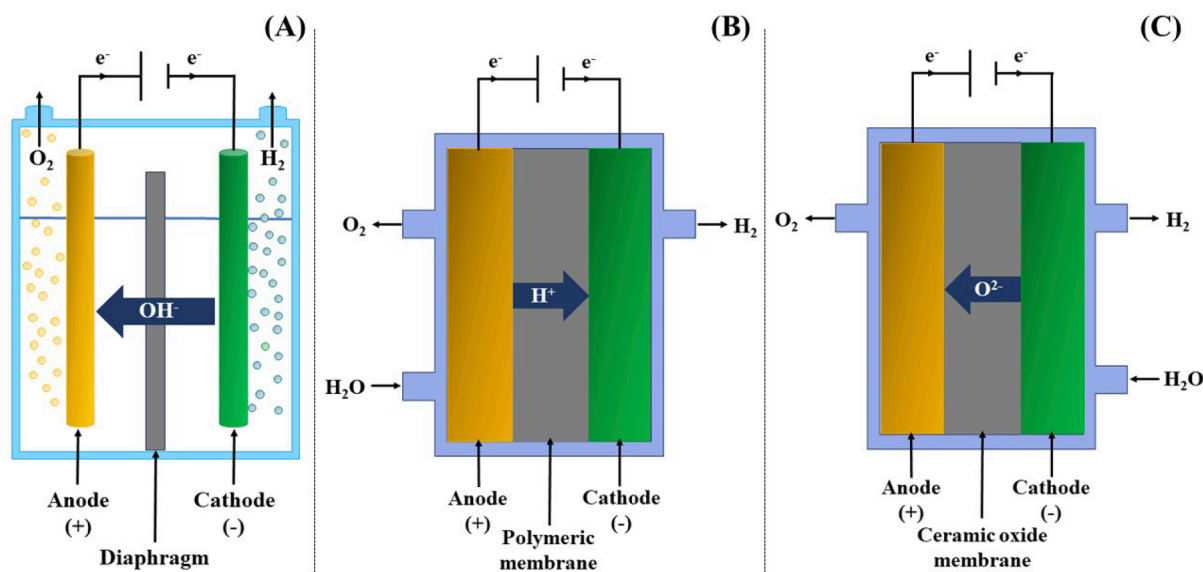 (A)
e⁻
e⁻
O₂
H₂
OH⁻
Anode
(+)
Cathode
(-)
Diaphragm
(B)
e⁻
e⁻
O₂
H₂
H⁺
H₂O
Anode
(+)
Cathode
(-)
Polymeric
membrane
(C)
e⁻
e⁻
O₂
H₂
O²⁻
H₂O
Anode
(+)
Cathode
(-)
Ceramic oxide
membrane